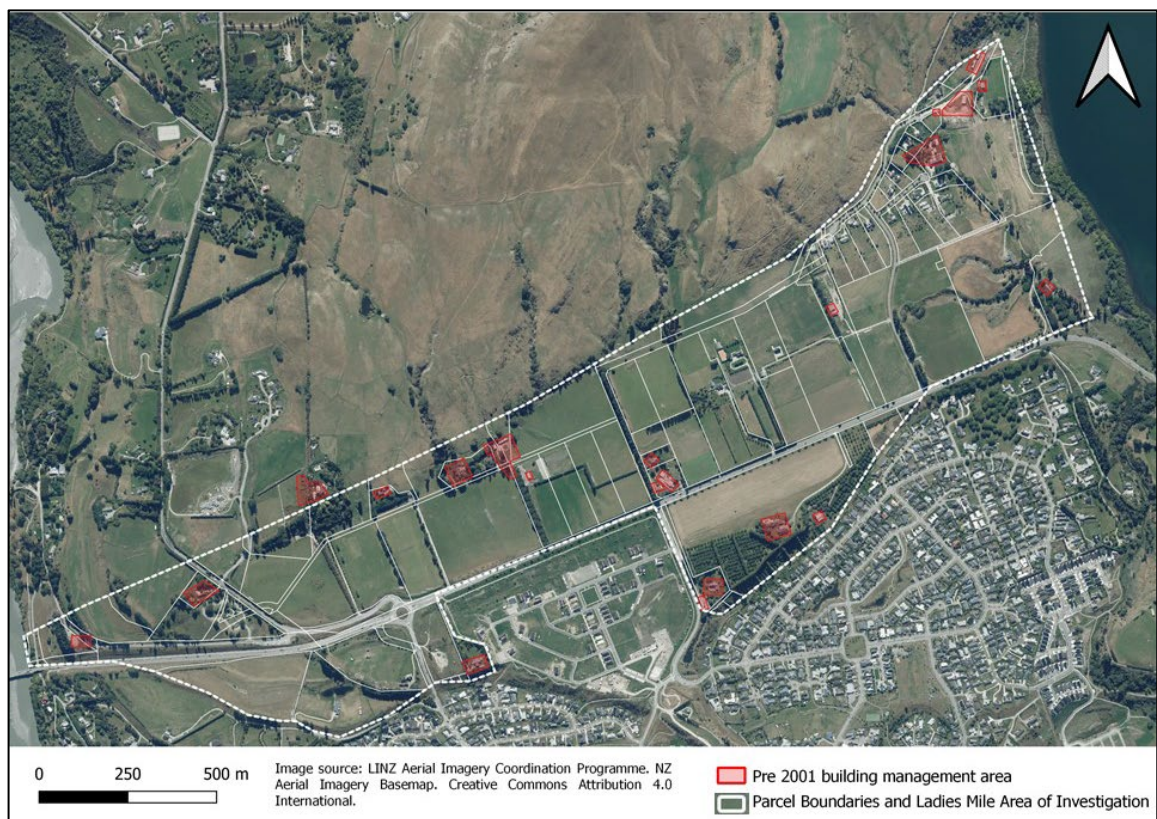 0 250 500 m
Image source: LINZ Aerial Imagery Coordination Programme. NZ
Aerial Imagery Basemap. Creative Commons Attribution 4.0
International.
Pre 2001 building management area
Parcel Boundaries and Ladies Mile Area of Investigation